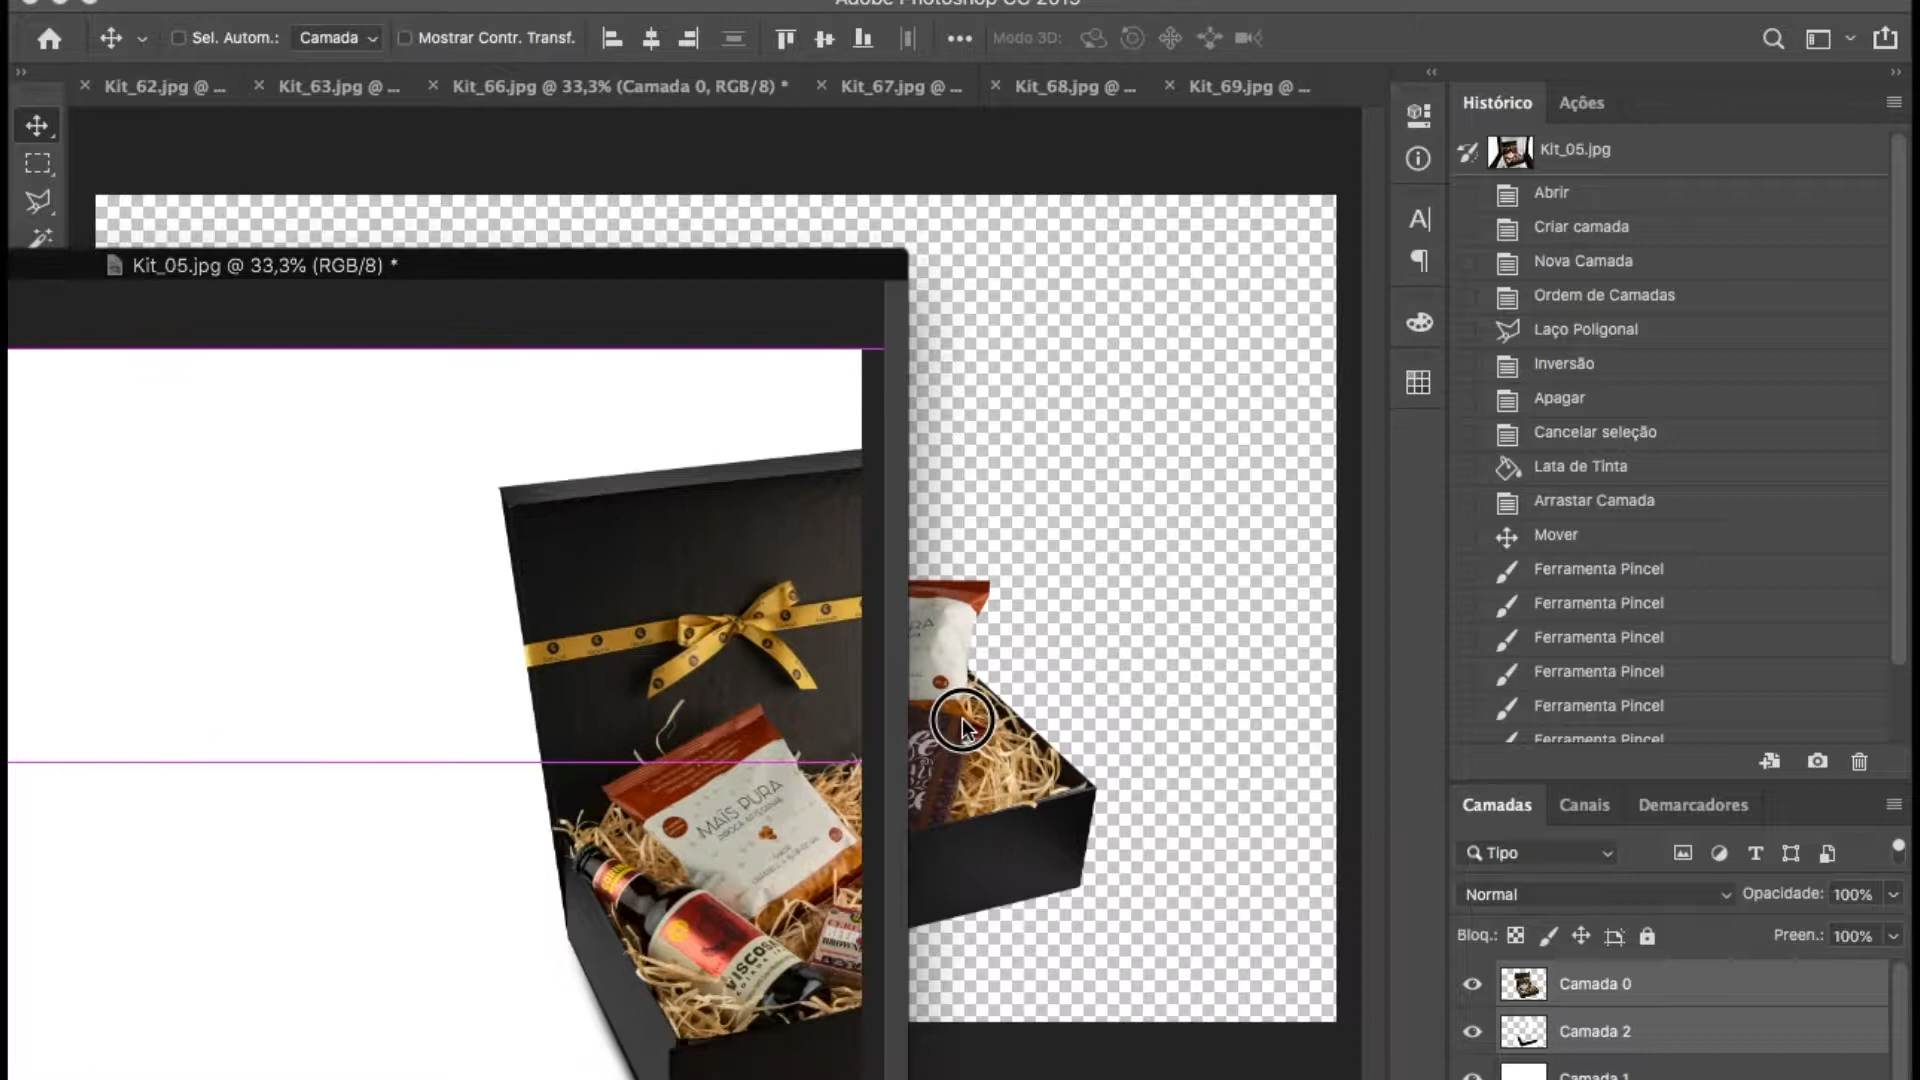 Adobe Photoshop CC 2019
Sel. Autom.: Camada Mostrar Contr. Transf. Modo 3D:
Kit_62.jpg @ ... Kit_63.jpg @ ... Kit_66.jpg @ 33,3% (Camada 0, RGB/8) * Kit_67.jpg @ ... Kit_68.jpg @ ... Kit_69.jpg @ ...
Kit_05.jpg @ 33,3% (RGB/8) *
MAÏS PURA
VISCOSI
BROWN
Histórico Ações
Kit_05.jpg
Abrir
Criar camada
Nova Camada
Ordem de Camadas
Laço Poligonal
Inversão
Apagar
Cancelar seleção
Lata de Tinta
Arrastar Camada
Mover
Ferramenta Pincel
Ferramenta Pincel
Ferramenta Pincel
Ferramenta Pincel
Ferramenta Pincel
Ferramenta Pincel
Camadas Canais Demarcadores
Tipo
Normal Opacidade: 100%
Bloq.: Preen.: 100%
Camada 0
Camada 2
Camada 1